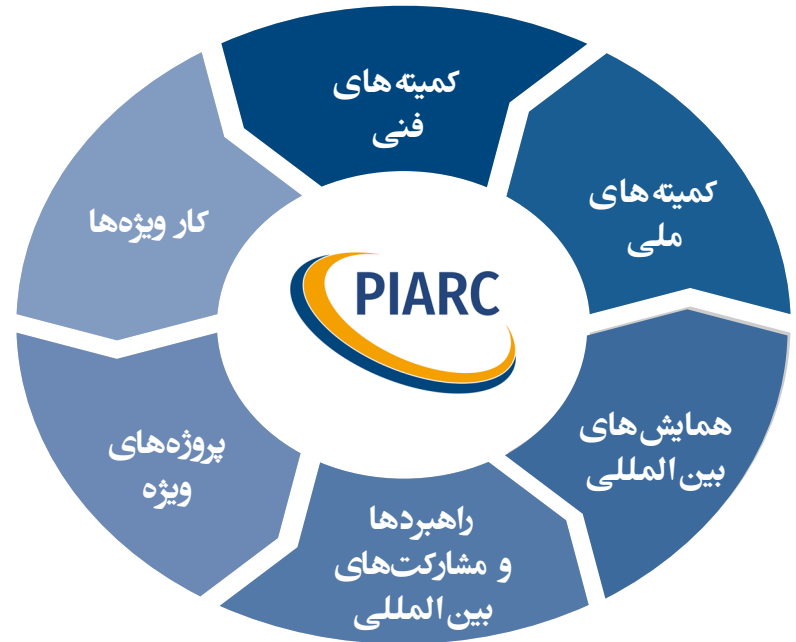 کمیته های
فنی
کمیته های
ملی
همایش های
بین المللی
راهبردها
و مشارکت‌های
بین المللی
پروژه‌های
ویژه
کار ویژه‌ها
PIARC